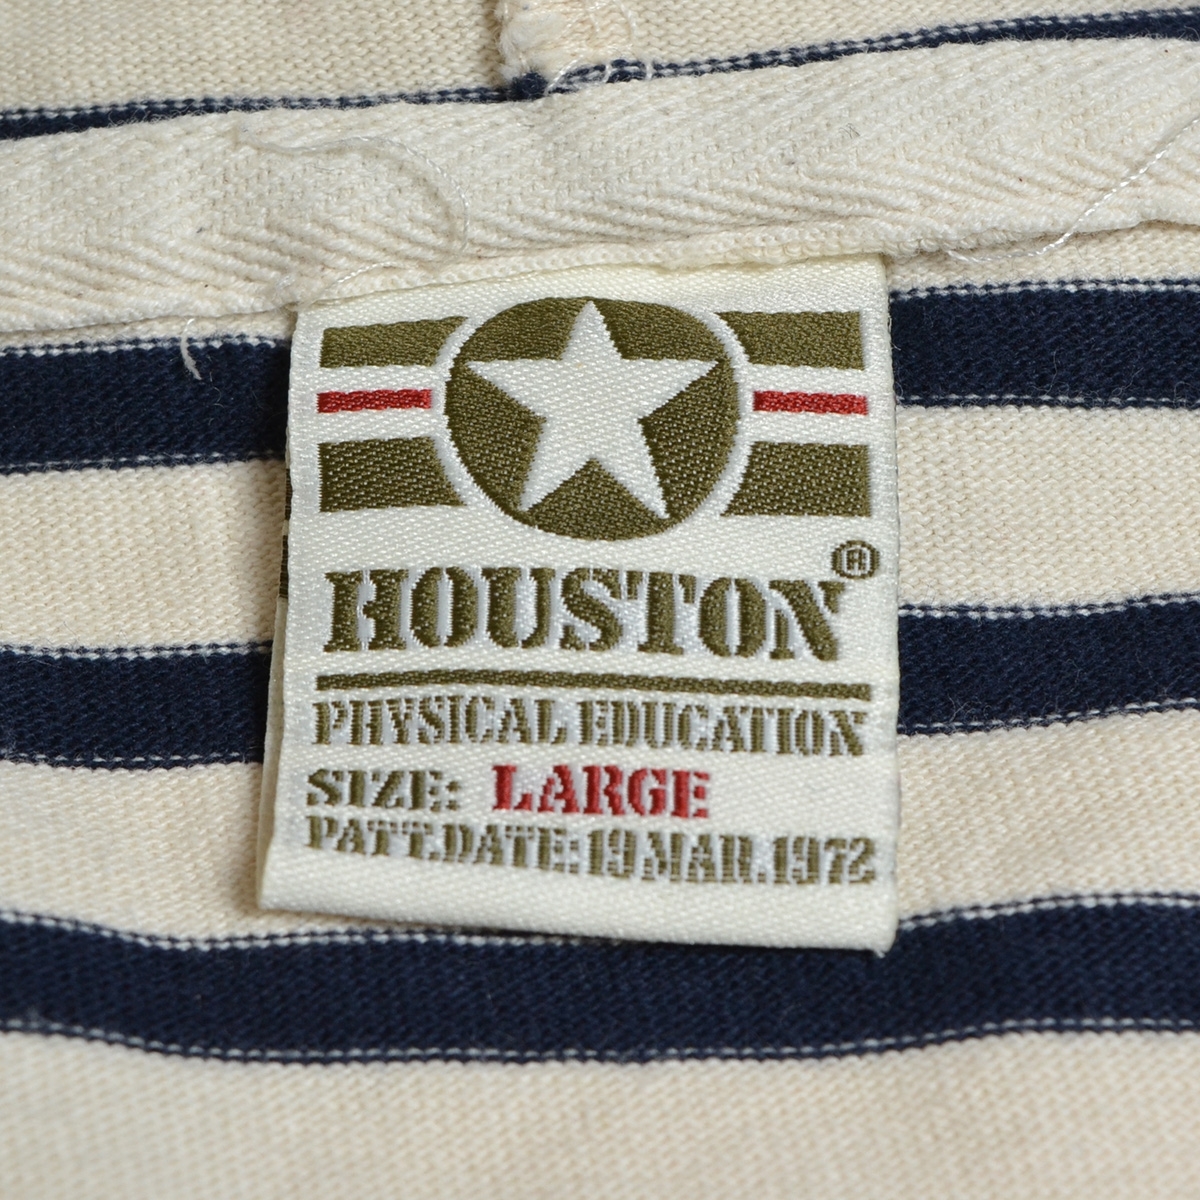 HOUSTON®
PHYSICAL EDUCATION
SIZE: LARGE
PATT.DATE:19 MAR.1972